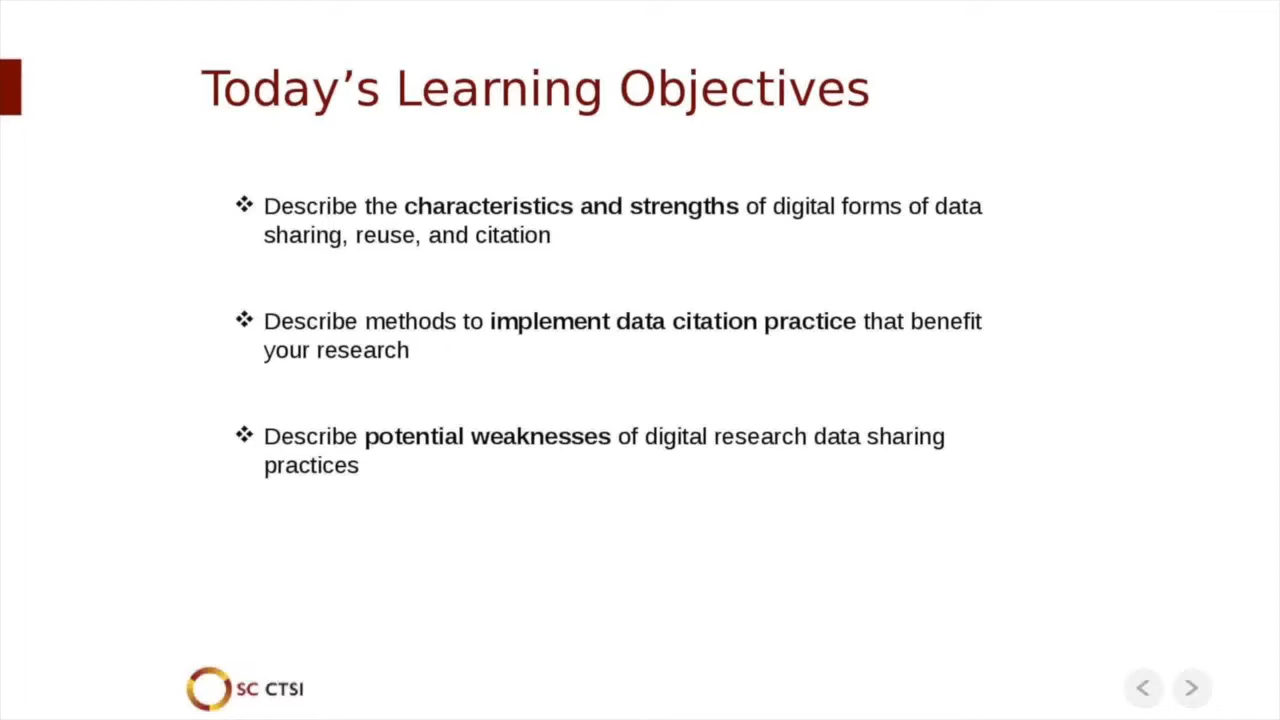 Today’s Learning Objectives
❖ Describe the characteristics and strengths of digital forms of data
sharing, reuse, and citation
❖ Describe methods to implement data citation practice that benefit
your research
❖ Describe potential weaknesses of digital research data sharing
practices
SC CTSI